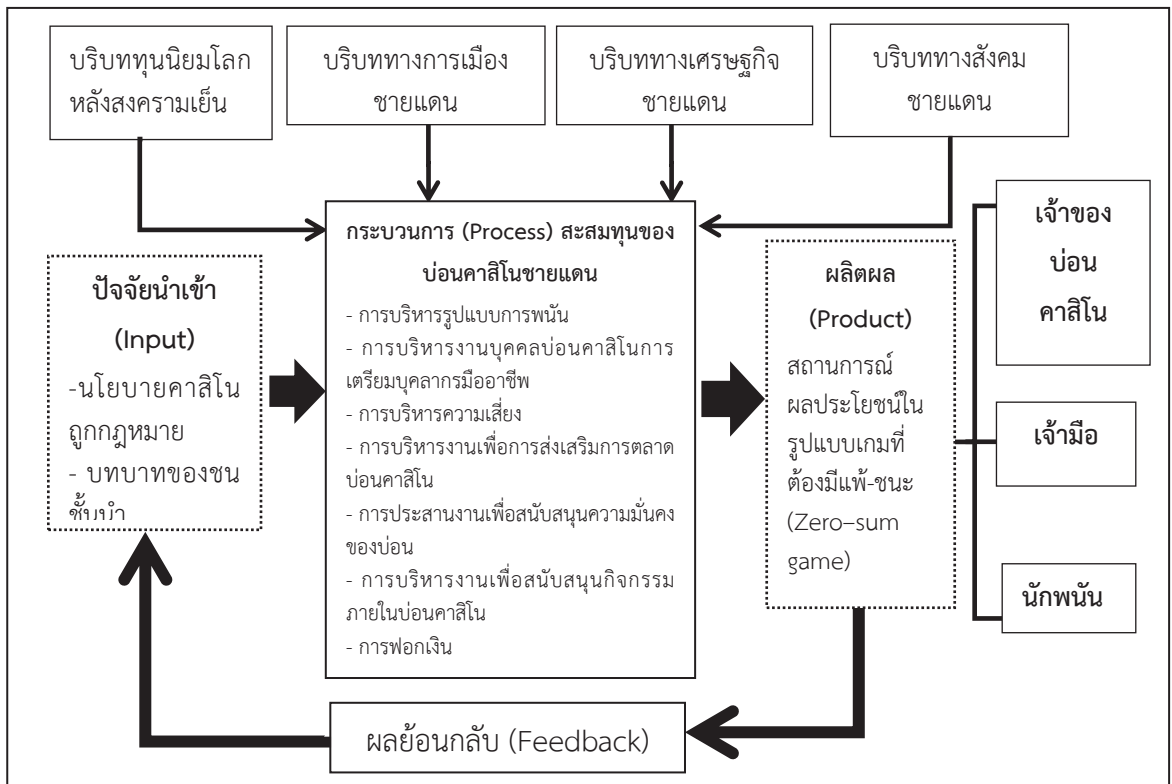 บริบททุนนิยมโลก
หลังสงครามเย็น
บริบททางการเมือง
ชายแดน
บริบททางเศรษฐกิจ
ชายแดน
บริบททางสังคม
ชายแดน
ปัจจัยนำเข้า
(Input)
-นโยบายคาสิโน
ถูกกฎหมาย
- บทบาทของชน
ชั้นนำ
กระบวนการ (Process) สะสมทุนของ
บ่อนคาสิโนชายแดน
- การบริหารรูปแบบการพนัน
- การบริหารงานบุคคลบ่อนคาสิโนการ
เตรียมบุคลากรมืออาชีพ
- การบริหารความเสี่ยง
- การบริหารงานเพื่อการส่งเสริมการตลาด
บ่อนคาสิโน
- การประสานงานเพื่อสนับสนุนความมั่นคง
ของบ่อน
- การบริหารงานเพื่อสนับสนุนกิจกรรม
ภายในบ่อนคาสิโน
- การฟอกเงิน
ผลิตผล
(Product)
สถานการณ์
ผลประโยชน์ใน
รูปแบบเกมที่
ต้องมีแพ้-ชนะ
(Zero–sum
game)
เจ้าของ
บ่อน
คาสิโน
เจ้ามือ
นักพนัน
ผลย้อนกลับ (Feedback)